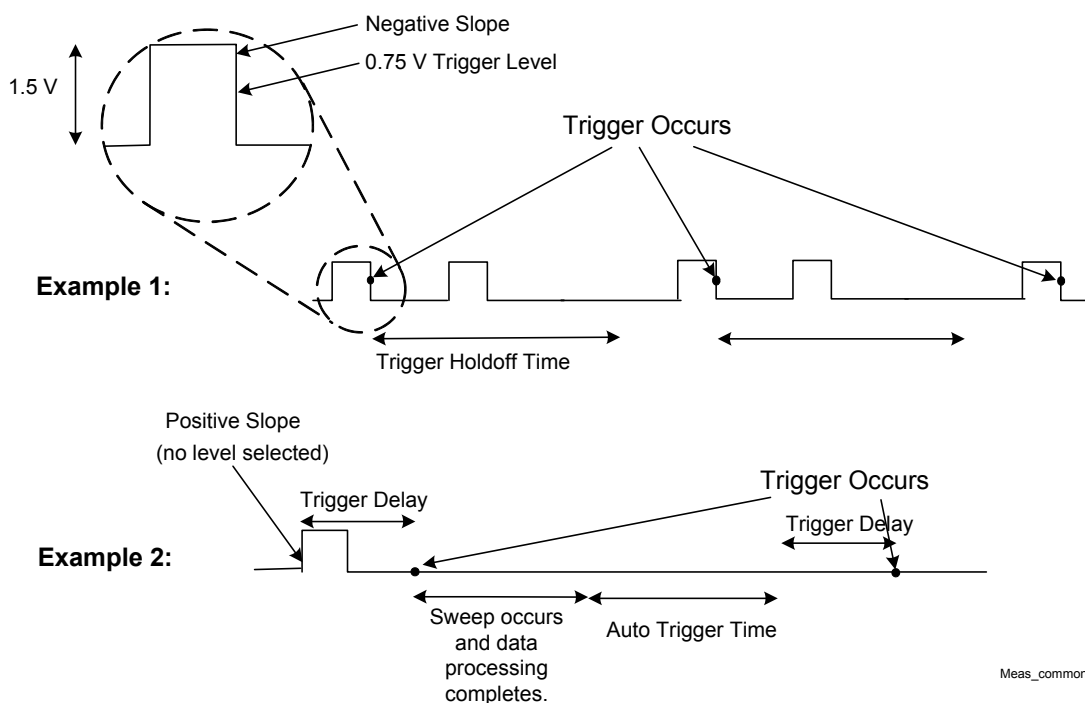 Negative Slope
0.75 V Trigger Level
1.5 V
Trigger Occurs
Example 1:
Trigger Holdoff Time
Positive Slope
(no level selected)
Trigger Occurs
Trigger Delay
Trigger Delay
Example 2:
Sweep occurs
and data
processing
completes.
Auto Trigger Time
Meas_common